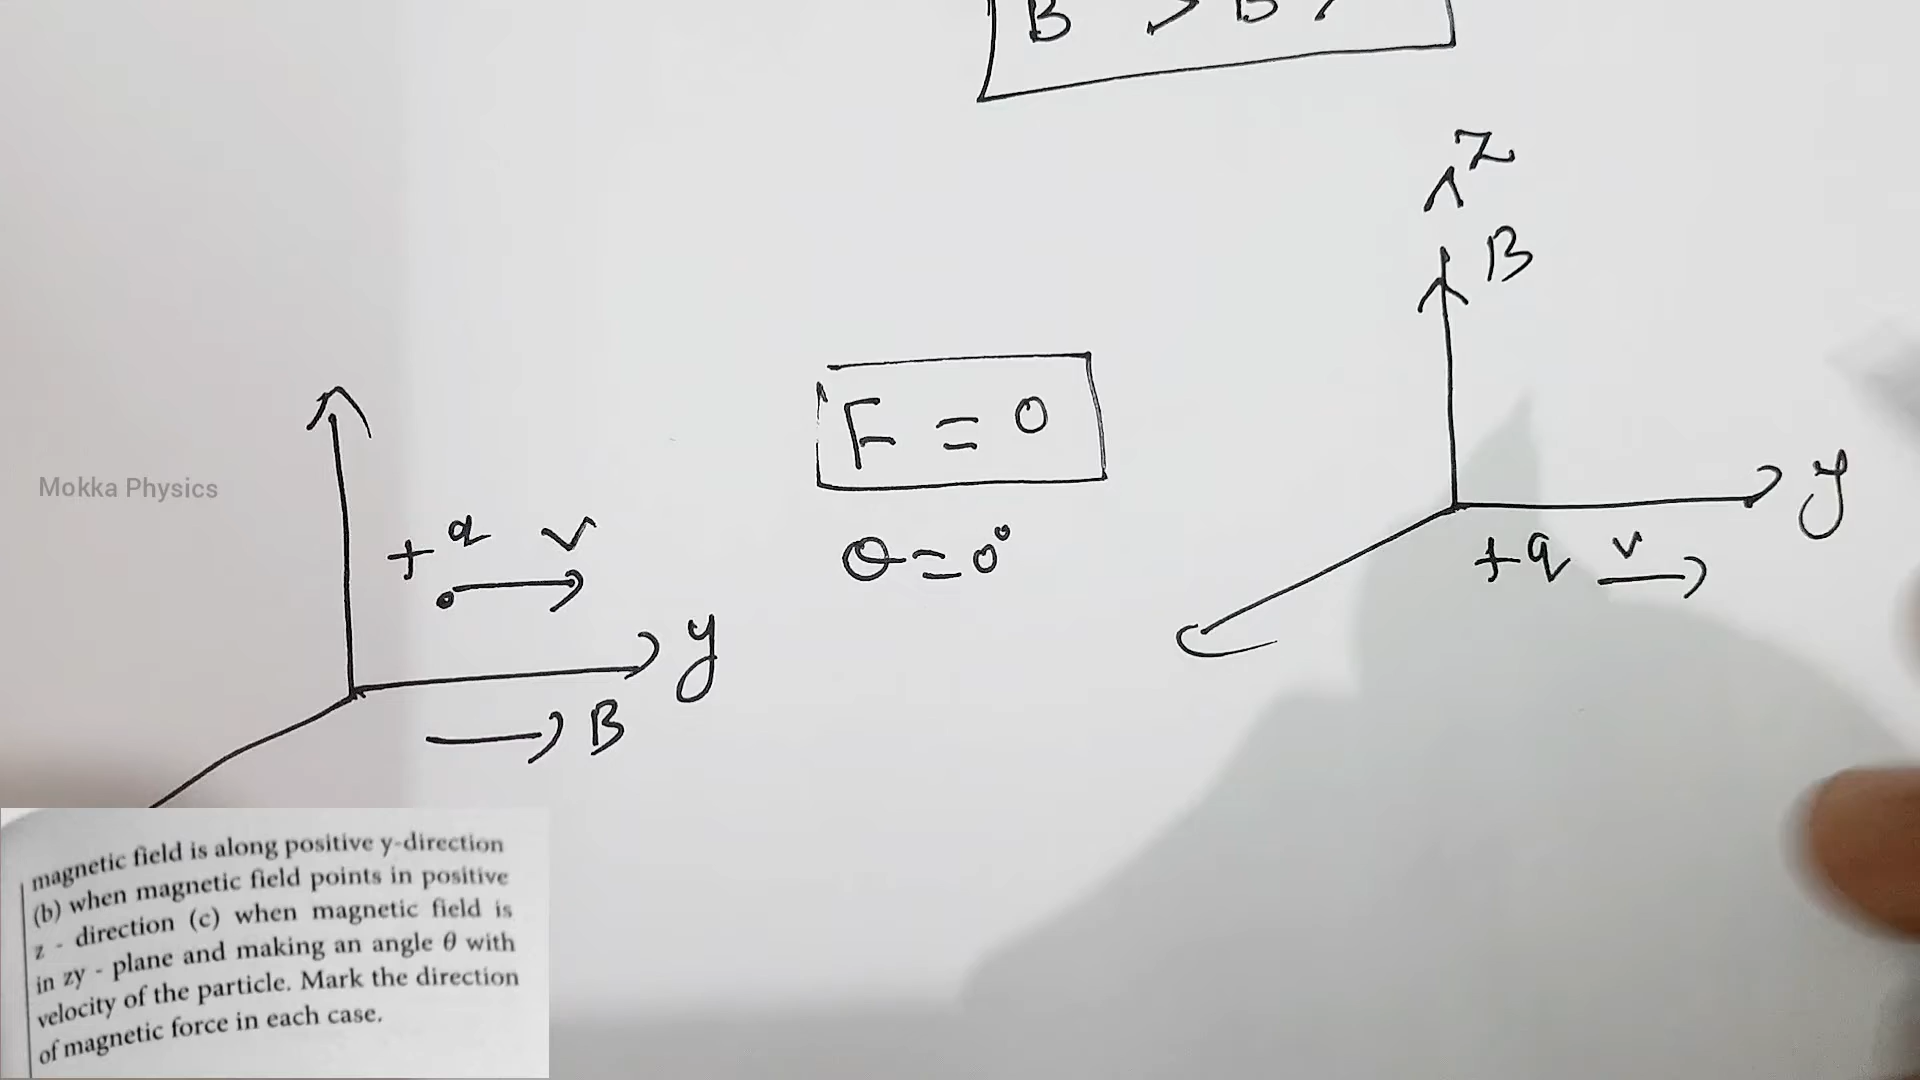 B > B
z
B
F = 0
Mokka Physics
y
+q v
θ = 0°
+q v
y
B
magnetic field is along positive y-direction
(b) when magnetic field points in positive
z - direction (c) when magnetic field is
in zy - plane and making an angle θ with
velocity of the particle. Mark the direction
of magnetic force in each case.